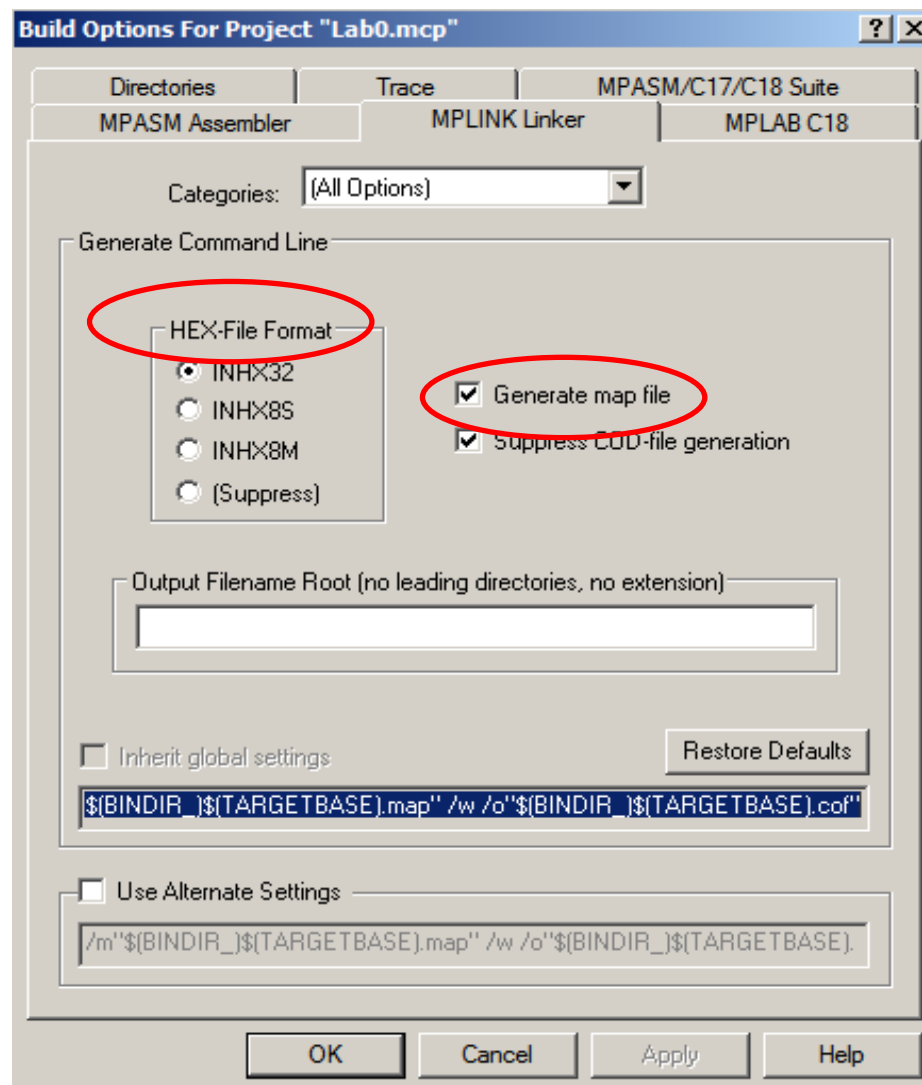 Build Options For Project "Lab0.mcp"
Directories
Trace
MPASM/C17/C18 Suite
MPASM Assembler
MPLINK Linker
MPLAB C18
Categories:
(All Options)
Generate Command Line
HEX-File Format
INHX32
INHX8S
INHX8M
(Suppress)
Generate map file
Suppress COD-file generation
Output Filename Root (no leading directories, no extension)
Inherit global settings
Restore Defaults
$(BINDIR_)$(TARGETBASE).map" /w /o"$(BINDIR_)$(TARGETBASE).cof"
Use Alternate Settings
/m"$(BINDIR_)$(TARGETBASE).map" /w /o"$(BINDIR_)$(TARGETBASE).
OK Cancel Apply Help